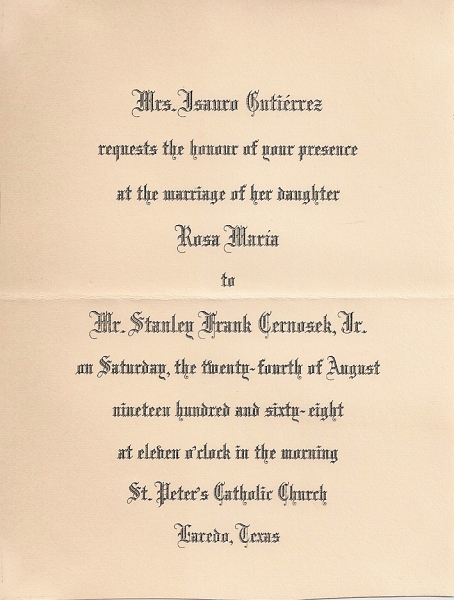 Mrs. Isauro Gutiérrez
requests the honour of your presence
at the marriage of her daughter
Rosa Maria
to
Mr. Stanley Frank Cernosek, Jr.
on Saturday, the twenty-fourth of August
nineteen hundred and sixty-eight
at eleven o'clock in the morning
St. Peter's Catholic Church
Laredo, Texas